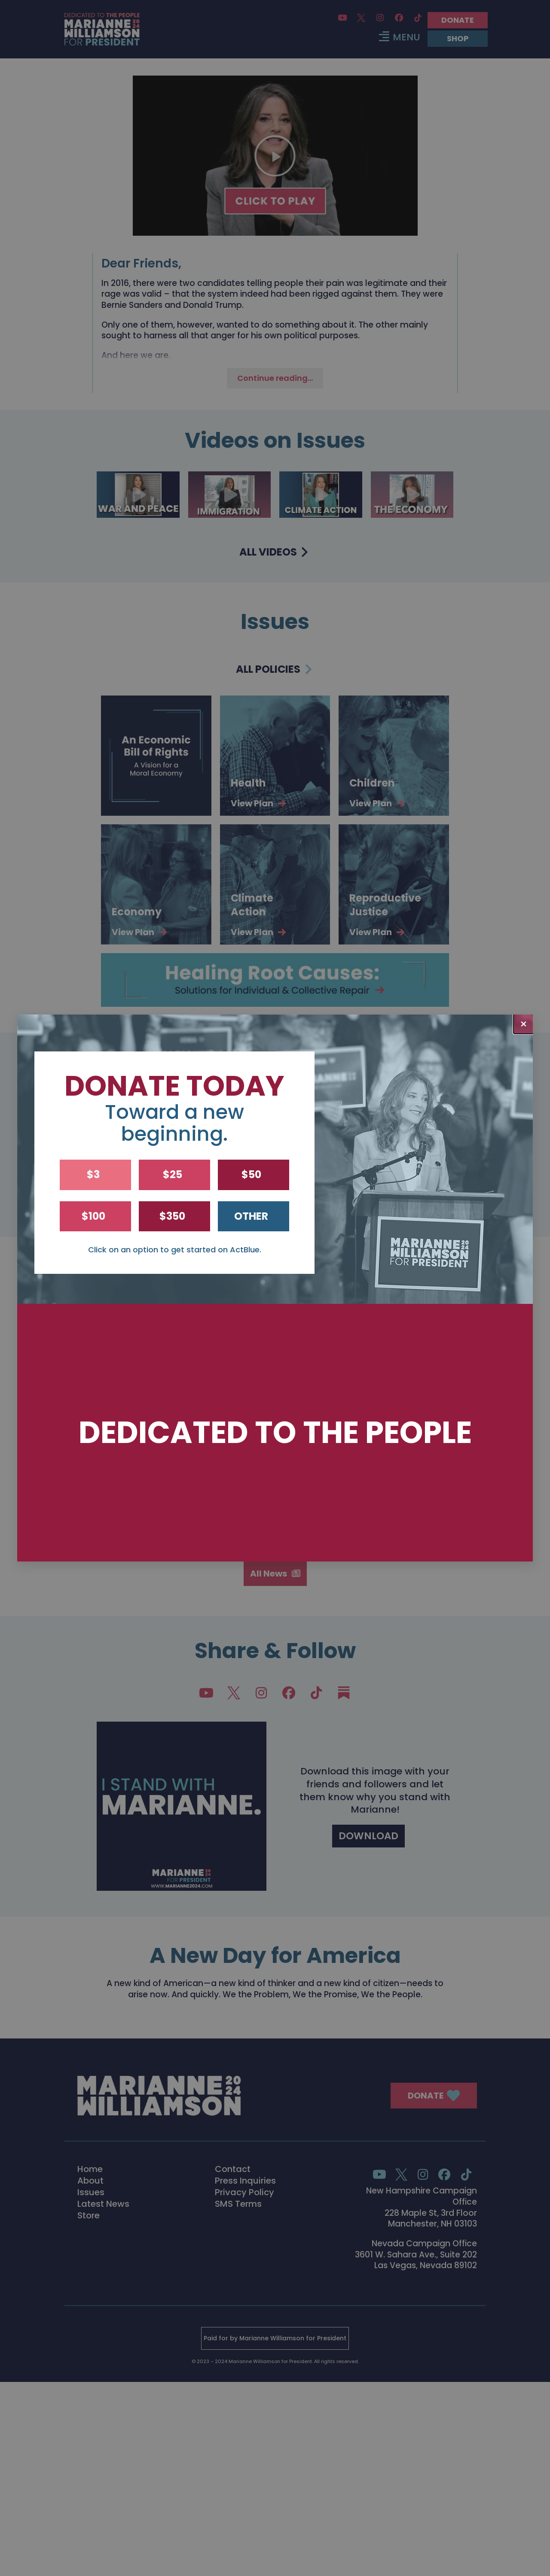 DEDICATED TO THE PEOPLE
MARIANNE
WILLIAMSON
FOR PRESIDENT
DONATE
MENU
SHOP
CLICK TO PLAY
Dear Friends,
In 2016, there were two candidates telling people their pain was legitimate and their
rage was valid – that the system indeed had been rigged against them. They were
Bernie Sanders and Donald Trump.
Only one of them, however, wanted to do something about it. The other mainly
sought to harness all that anger for his own political purposes.
And here we are.
Continue reading...
Videos on Issues
WAR AND PEACE
IMMIGRATION
CLIMATE ACTION
THE ECONOMY
ALL VIDEOS
Issues
ALL POLICIES
An Economic
Bill of Rights
A Vision for a
Moral Economy
Health
View Plan
Children
View Plan
Economy
View Plan
Climate
Action
View Plan
Reproductive
Justice
View Plan
Healing Root Causes:
Solutions for Individual & Collective Repair
×
DONATE TODAY
Toward a new
beginning.
$3
$25
$50
$100
$350
OTHER
Click on an option to get started on ActBlue.
MARIANNE 2024
WILLIAMSON
FOR PRESIDENT
DEDICATED TO THE PEOPLE
All News
Share & Follow
I STAND WITH
MARIANNE.
MARIANNE 2024
FOR PRESIDENT
WWW.MARIANNE2024.COM
Download this image with your
friends and followers and let
them know why you stand with
Marianne!
DOWNLOAD
A New Day for America
A new kind of American—a new kind of thinker and a new kind of citizen—needs to
arise now. And quickly. We the Problem, We the Promise, We the People.
MARIANNE 2024
WILLIAMSON
DONATE
Home
About
Issues
Latest News
Store
Contact
Press Inquiries
Privacy Policy
SMS Terms
New Hampshire Campaign
Office
228 Maple St, 3rd Floor
Manchester, NH 03103
Nevada Campaign Office
3601 W. Sahara Ave., Suite 202
Las Vegas, Nevada 89102
Paid for by Marianne Williamson for President
© 2023 – 2024 Marianne Williamson for President. All rights reserved.